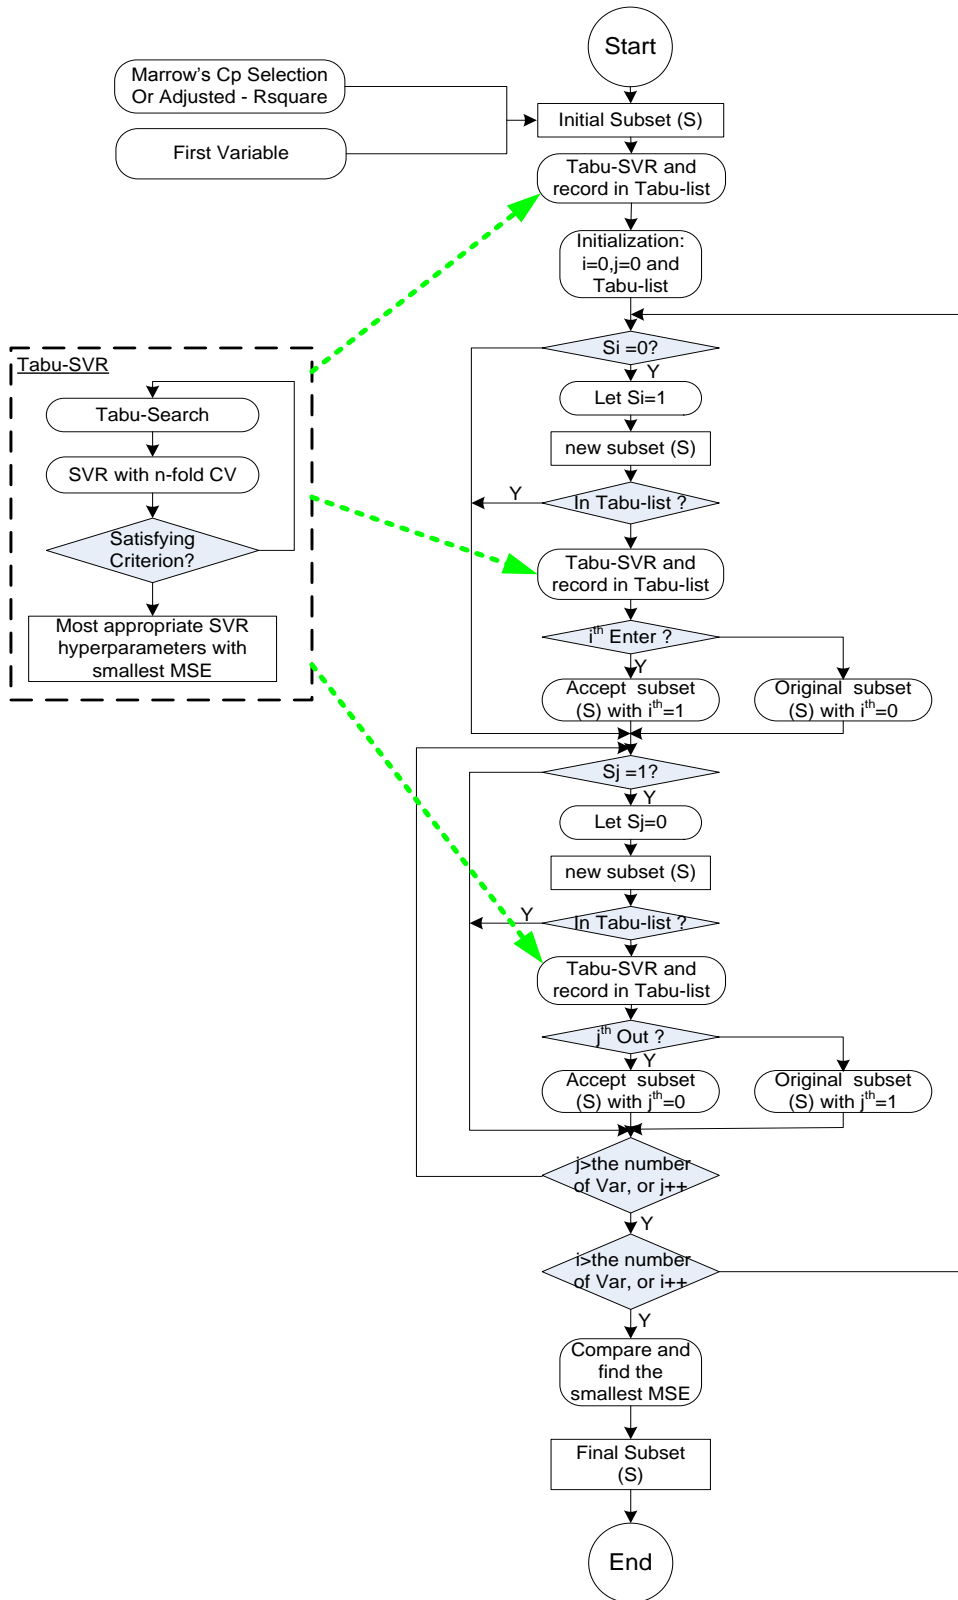 Start
Marrow's Cp Selection
Or Adjusted - Rsquare
First Variable
Initial Subset (S)
Tabu-SVR and
record in Tabu-list
Initialization:
i=0,j=0 and
Tabu-list
Tabu-SVR
Tabu-Search
SVR with n-fold CV
Satisfying
Criterion?
Most appropriate SVR
hyperparameters with
smallest MSE
Si =0?
Y
Let Si=1
new subset (S)
In Tabu-list ?
Y
Tabu-SVR and
record in Tabu-list
ith Enter ?
Y
Accept subset
(S) with ith=1
Original subset
(S) with ith=0
Sj =1?
Y
Let Sj=0
new subset (S)
In Tabu-list ?
Y
Tabu-SVR and
record in Tabu-list
jth Out ?
Y
Accept subset
(S) with jth=0
Original subset
(S) with jth=1
j>the number
of Var, or j++
Y
i>the number
of Var, or i++
Y
Compare and
find the
smallest MSE
Final Subset
(S)
End